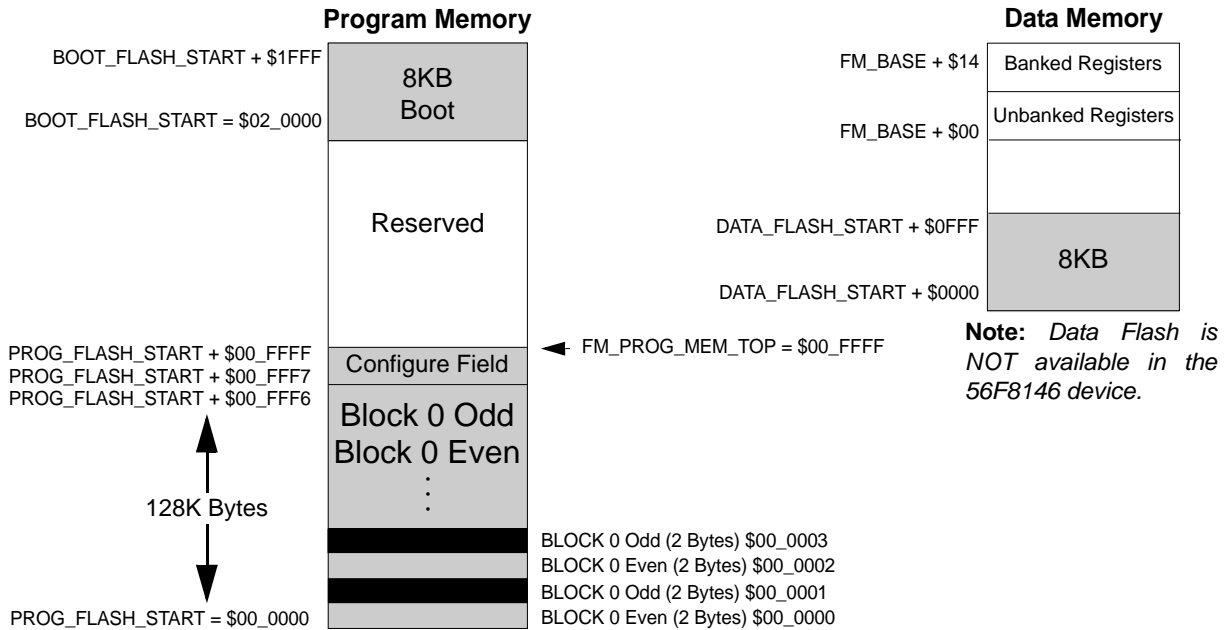 Program Memory
BOOT_FLASH_START + $1FFF
8KB
Boot
BOOT_FLASH_START = $02_0000
Reserved
PROG_FLASH_START + $00_FFFF
PROG_FLASH_START + $00_FFF7
PROG_FLASH_START + $00_FFF6
Configure Field
FM_PROG_MEM_TOP = $00_FFFF
Block 0 Odd
Block 0 Even
128K Bytes
BLOCK 0 Odd (2 Bytes) $00_0003
BLOCK 0 Even (2 Bytes) $00_0002
BLOCK 0 Odd (2 Bytes) $00_0001
PROG_FLASH_START = $00_0000
BLOCK 0 Even (2 Bytes) $00_0000
Data Memory
FM_BASE + $14
Banked Registers
Unbanked Registers
FM_BASE + $00
DATA_FLASH_START + $0FFF
8KB
DATA_FLASH_START + $0000
Note: Data Flash is
NOT available in the
56F8146 device.